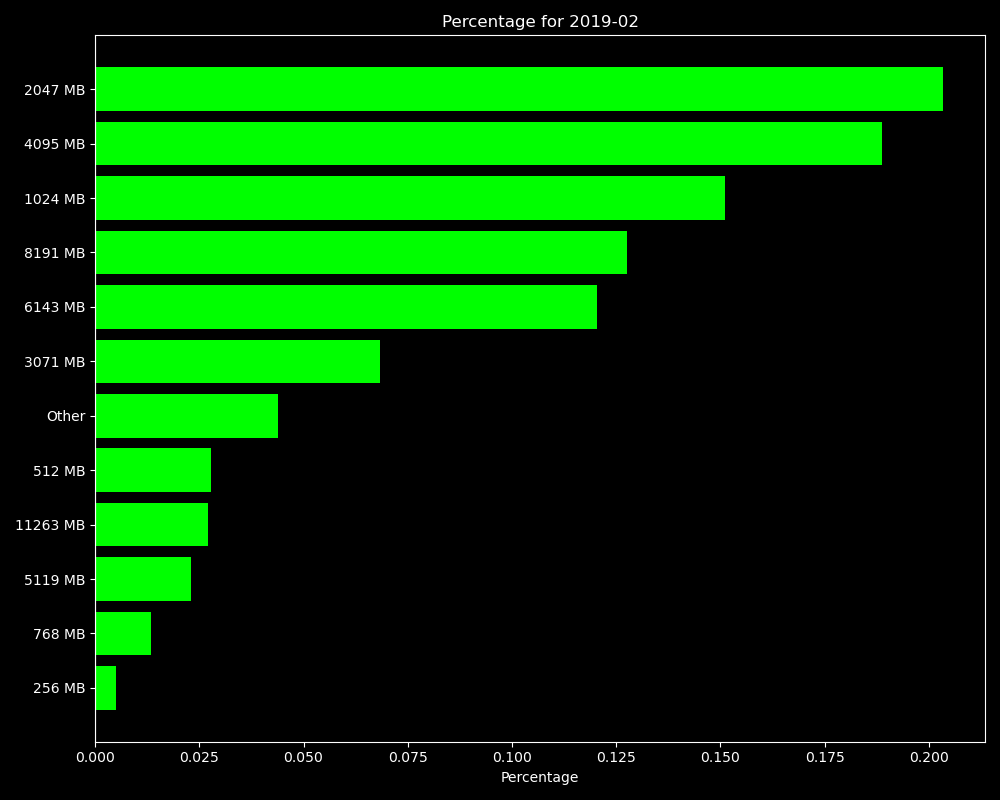 Percentage for 2019-02
2047 MB
4095 MB
1024 MB
8191 MB
6143 MB
3071 MB
Other
512 MB
11263 MB
5119 MB
768 MB
256 MB
0.000 0.025 0.050 0.075 0.100 0.125 0.150 0.175 0.200
Percentage